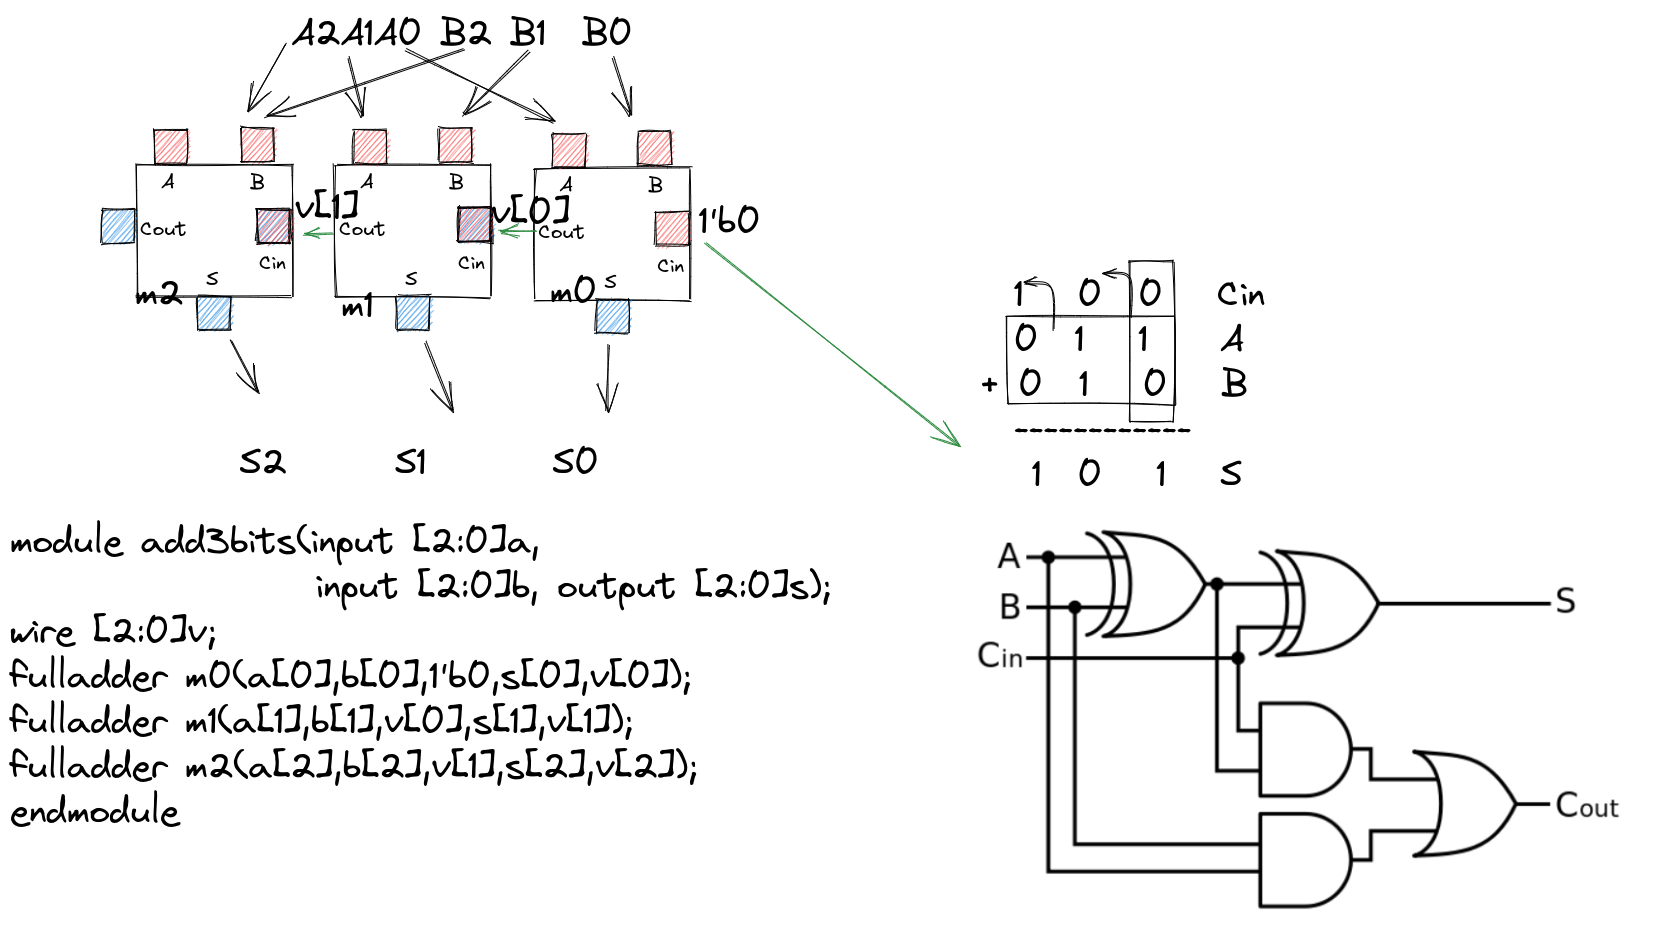 A2A1A0 B2 B1 B0
A B A B A B
v[1] v[0] 1'b0
Cout Cout Cout
Cin Cin Cin
S S S
m2 m1 m0
S2 S1 S0
1 0 0 Cin
0 1 1 A
+ 0 1 0 B
----------
1 0 1 S
module add3bits(input [2:0]a,
input [2:0]b, output [2:0]s);
wire [2:0]v;
fulladder m0(a[0],b[0],1'b0,s[0],v[0]);
fulladder m1(a[1],b[1],v[0],s[1],v[1]);
fulladder m2(a[2],b[2],v[1],s[2],v[2]);
endmodule
A
B
Cin
S
Cout